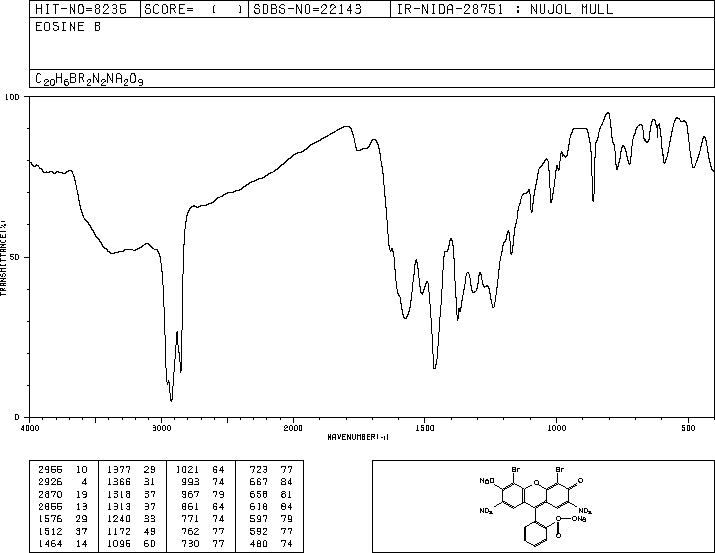 HIT-NO=8235 SCORE= ( ) SDBS-NO=22143 IR-NIDA-28751 : NUJOL MULL
EOSINE B
C20H6BR2N2NA2O9
100
50
0
TRANSMITTANCE(%)
4000 3000 2000 1500 1000 500
WAVENUMBER(-1)
2956 10 1377 29 1021 64 723 77
2926 4 1366 31 993 74 667 84
2870 19 1318 37 967 79 658 81
2855 13 1313 37 861 64 618 84
1576 29 1240 33 771 74 597 79
1512 37 1172 49 762 77 592 77
1464 14 1096 60 730 77 480 74
Br Br
NaO O O
NO2 NO2
O ONa
O